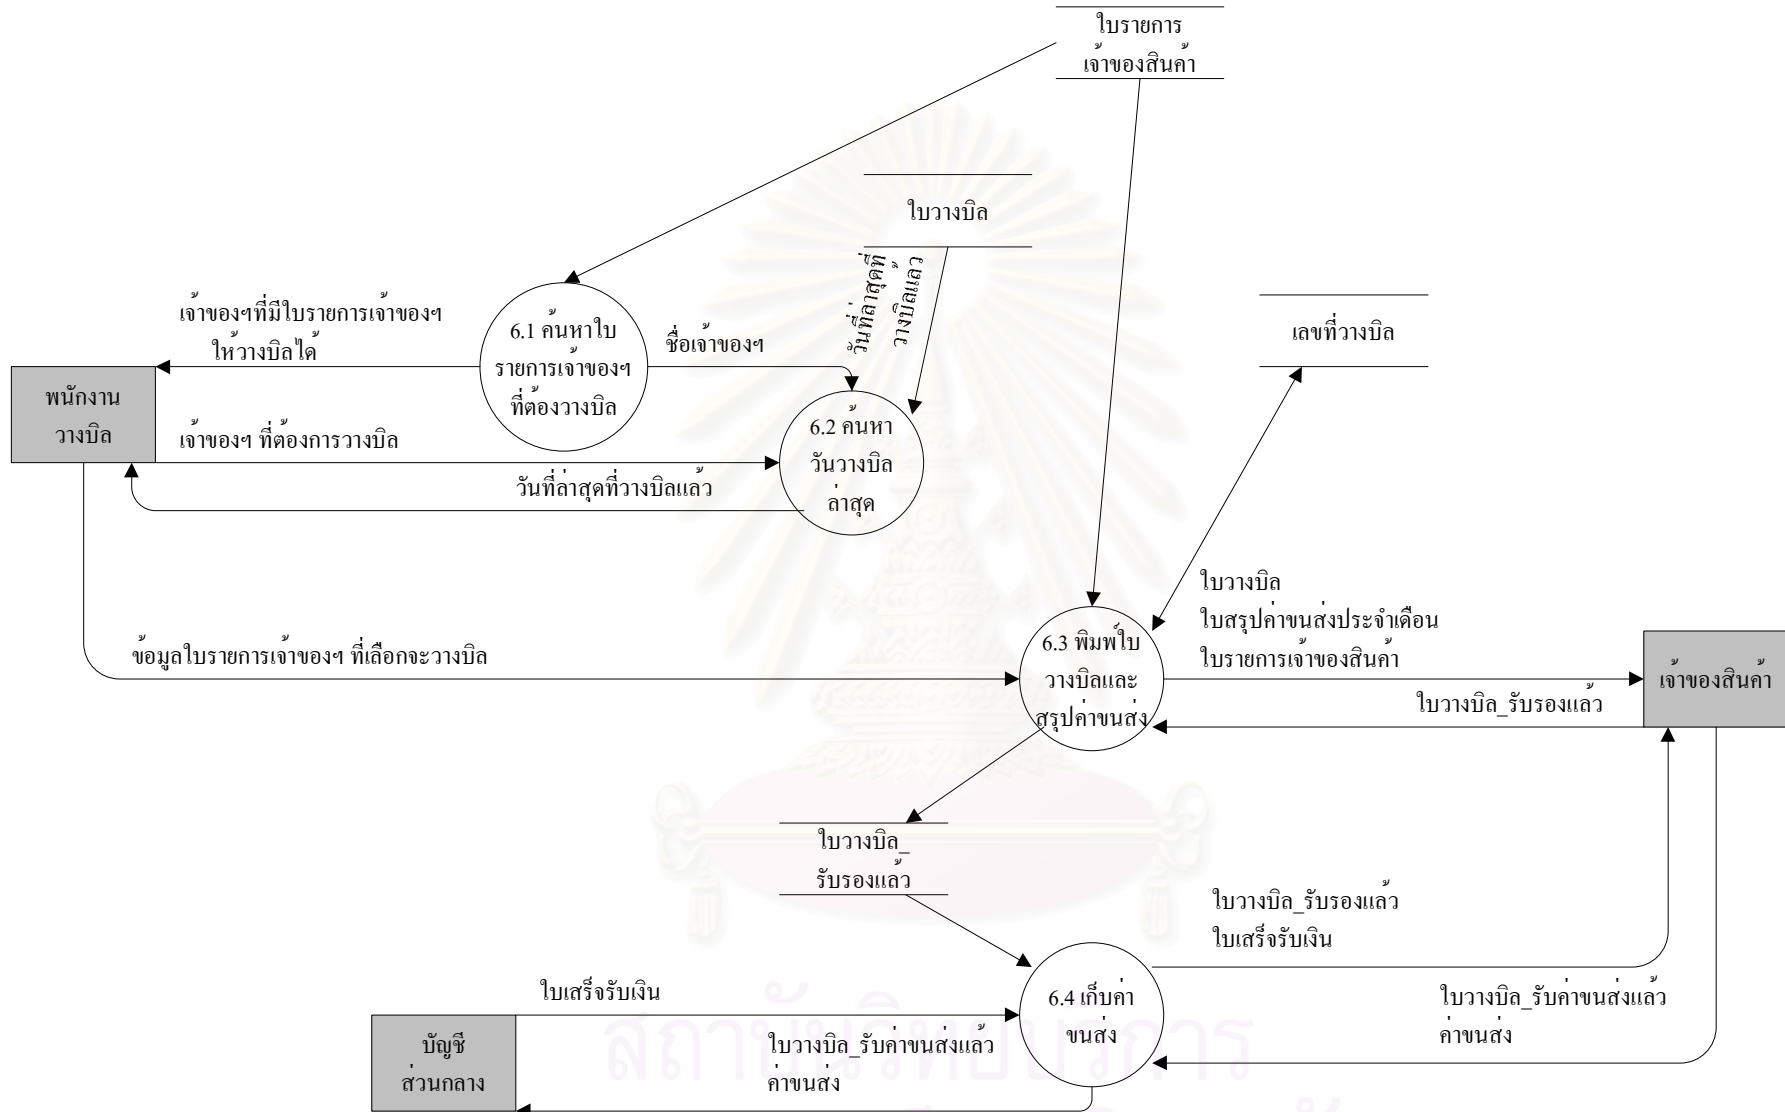 ใบรายการ
เจ้าของสินค้า
ใบวางบิล
วันที่ล่าสุดที่
วางบิลแล้ว
เลขที่วางบิล
เจ้าของฯที่มีใบรายการเจ้าของฯ
ให้วางบิลได้
6.1 ค้นหาใบ
รายการเจ้าของฯ
ที่ต้องวางบิล
ชื่อเจ้าของฯ
พนักงาน
วางบิล
เจ้าของฯ ที่ต้องการวางบิล
6.2 ค้นหา
วันวางบิล
ล่าสุด
วันที่ล่าสุดที่วางบิลแล้ว
ใบวางบิล
ใบสรุปค่าขนส่งประจำเดือน
ใบรายการเจ้าของสินค้า
ข้อมูลใบรายการเจ้าของฯ ที่เลือกจะวางบิล
6.3 พิมพ์ใบ
วางบิลและ
สรุปค่าขนส่ง
เจ้าของสินค้า
ใบวางบิล_รับรองแล้ว
ใบวางบิล_
รับรองแล้ว
ใบวางบิล_รับรองแล้ว
ใบเสร็จรับเงิน
ใบเสร็จรับเงิน
6.4 เก็บค่า
ขนส่ง
ใบวางบิล_รับค่าขนส่งแล้ว
ค่าขนส่ง
บัญชี
ส่วนกลาง
ใบวางบิล_รับค่าขนส่งแล้ว
ค่าขนส่ง
สถาบันวิทยบริการ